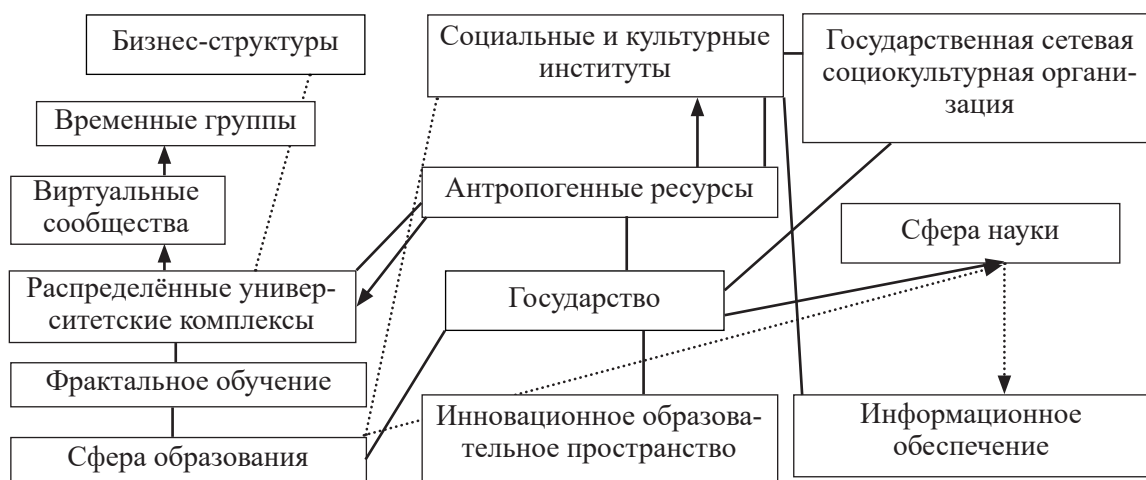 Бизнес-структуры
Социальные и культурные
институты
Государственная сетевая
социокультурная органи-
зация
Временные группы
Виртуальные
сообщества
Антропогенные ресурсы
Сфера науки
Распределённые универ-
ситетские комплексы
Государство
Фрактальное обучение
Инновационное образова-
тельное пространство
Информационное
обеспечение
Сфера образования